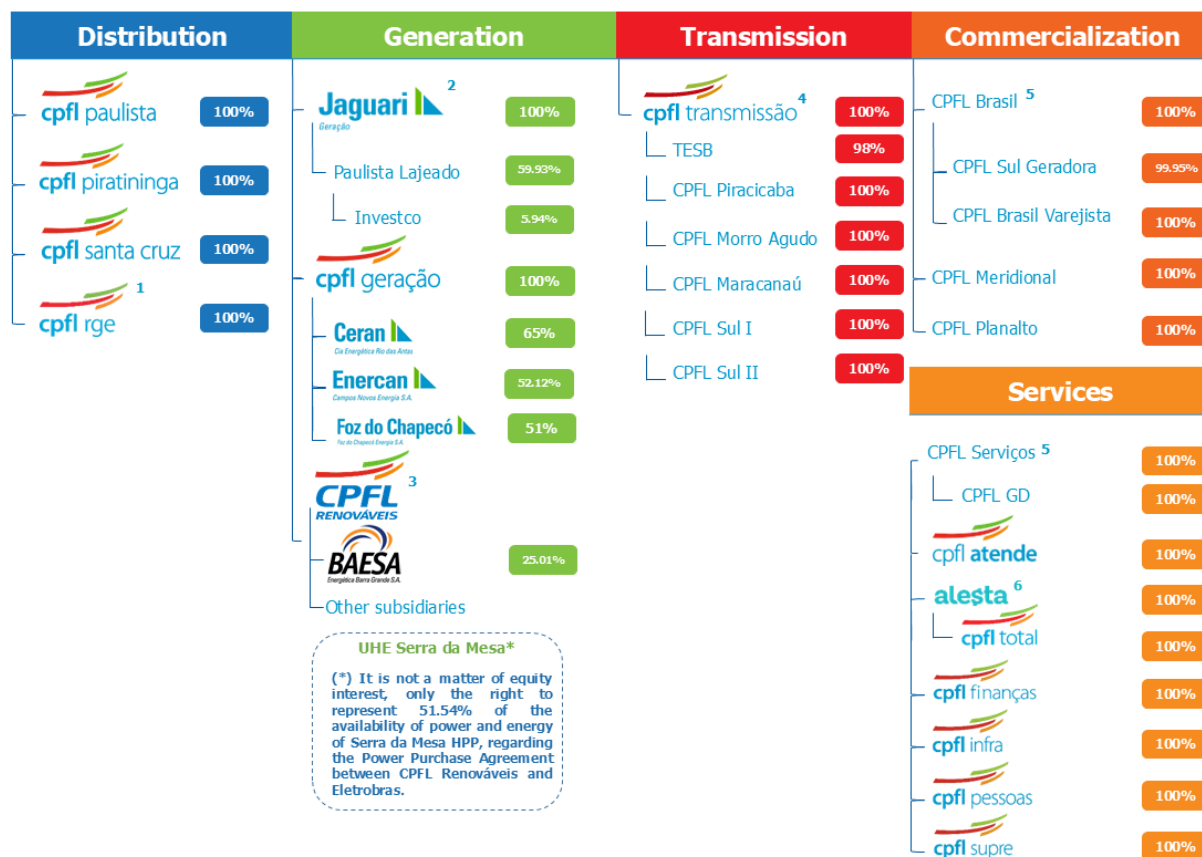 Distribution
cpfl paulista
100%
cpfl piratininga
100%
cpfl santa cruz
100%
cpfl rge 1
100%
Generation
Jaguari 2
Geração
100%
Paulista Lajeado
59.93%
Investco
5.94%
cpfl geração
100%
Ceran
Cia Energética Rio das Antas
65%
Enercan
Campos Novos Energia S.A.
52.12%
Foz do Chapecó
Foz do Chapecó Energia S.A.
51%
CPFL 3
RENOVÁVEIS
BAESA
Energética Barra Grande S.A.
25.01%
Other subsidiaries
UHE Serra da Mesa*
(*) It is not a matter of equity
interest, only the right to
represent 51.54% of the
availability of power and energy
of Serra da Mesa HPP, regarding
the Power Purchase Agreement
between CPFL Renováveis and
Eletrobras.
Transmission
cpfl transmissão 4
100%
TESB
98%
CPFL Piracicaba
100%
CPFL Morro Agudo
100%
CPFL Maracanaú
100%
CPFL Sul I
100%
CPFL Sul II
100%
Commercialization
CPFL Brasil 5
100%
CPFL Sul Geradora
99.95%
CPFL Brasil Varejista
100%
CPFL Meridional
100%
CPFL Planalto
100%
Services
CPFL Serviços 5
100%
CPFL GD
100%
cpfl atende
100%
alesta 6
100%
cpfl total
100%
cpfl finanças
100%
cpfl infra
100%
cpfl pessoas
100%
cpfl supre
100%